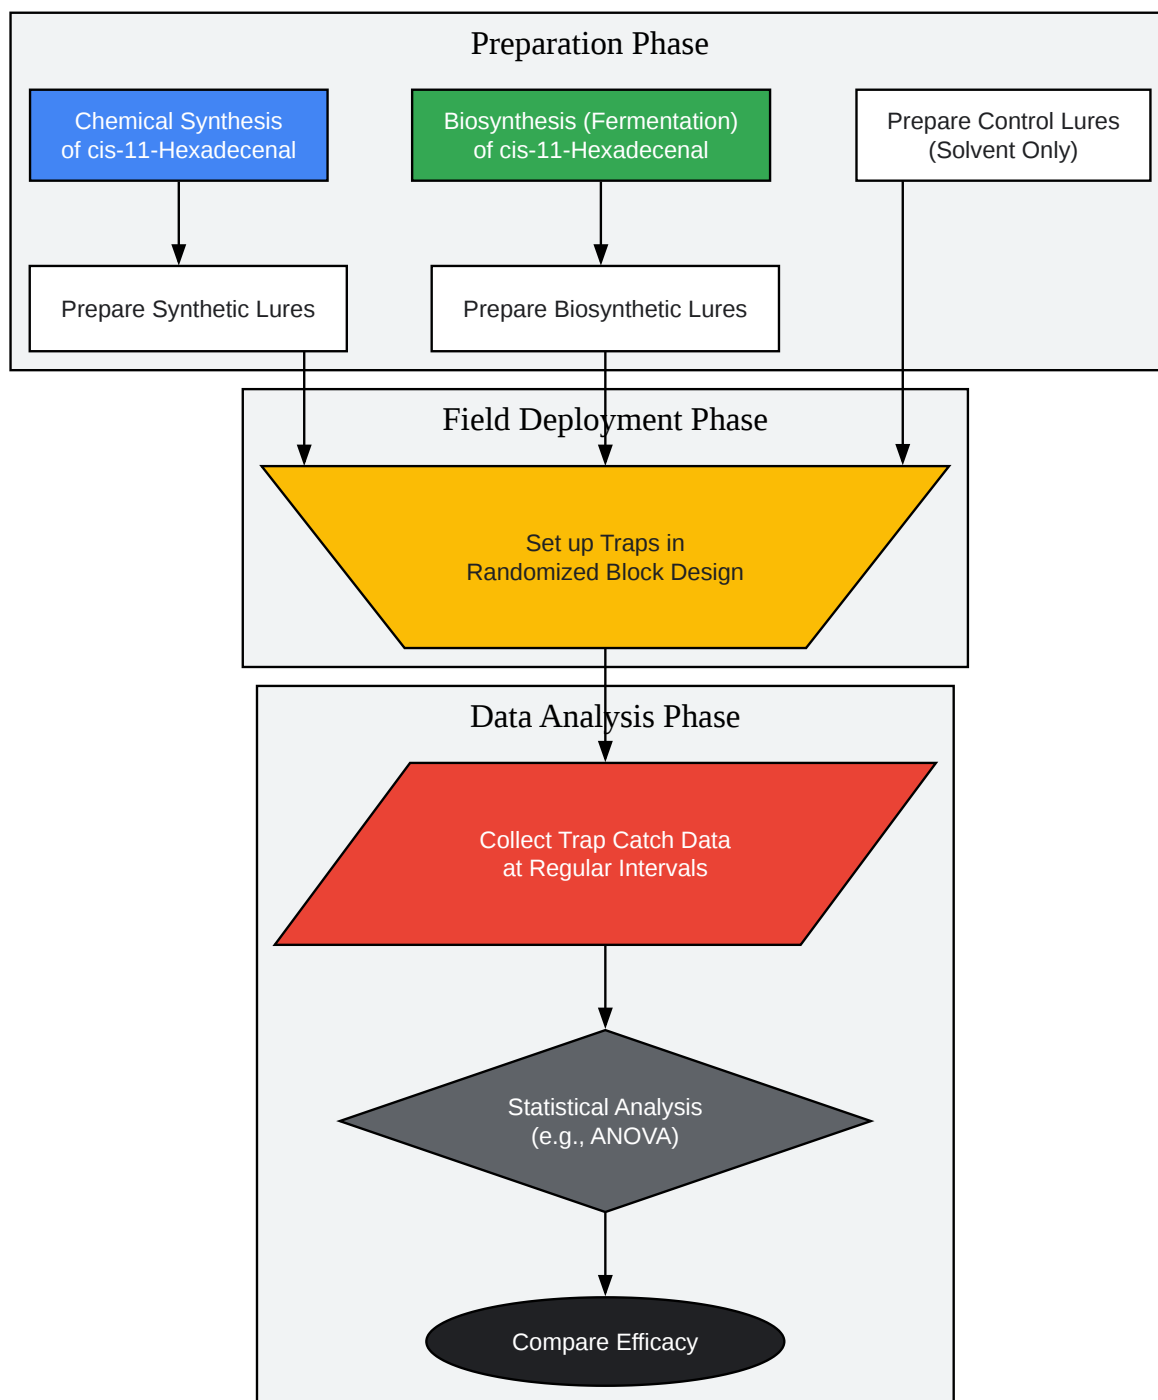 Preparation Phase
Chemical Synthesis
of cis-11-Hexadecenal
Biosynthesis (Fermentation)
of cis-11-Hexadecenal
Prepare Control Lures
(Solvent Only)
Prepare Synthetic Lures
Prepare Biosynthetic Lures
Field Deployment Phase
Set up Traps in
Randomized Block Design
Data Analysis Phase
Collect Trap Catch Data
at Regular Intervals
Statistical Analysis
(e.g., ANOVA)
Compare Efficacy